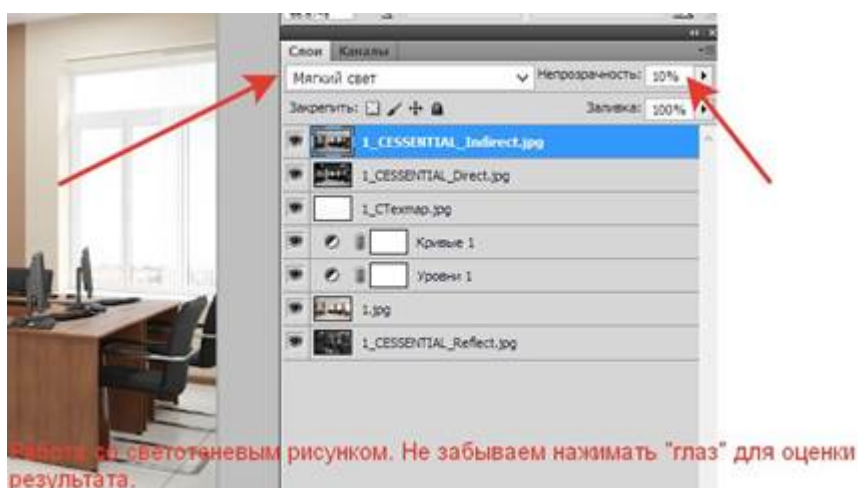 Слои Каналы
Мягкий свет Непрозрачность: 10%
Закрепить: Заливка: 100%
1_CESSENTIAL_Indirect.jpg
1_CESSENTIAL_Direct.jpg
1_CTexmap.jpg
Кривые 1
Уровни 1
1.jpg
1_CESSENTIAL_Reflect.jpg
Работа со светотеневым рисунком. Не забываем нажимать "глаз" для оценки
результата.